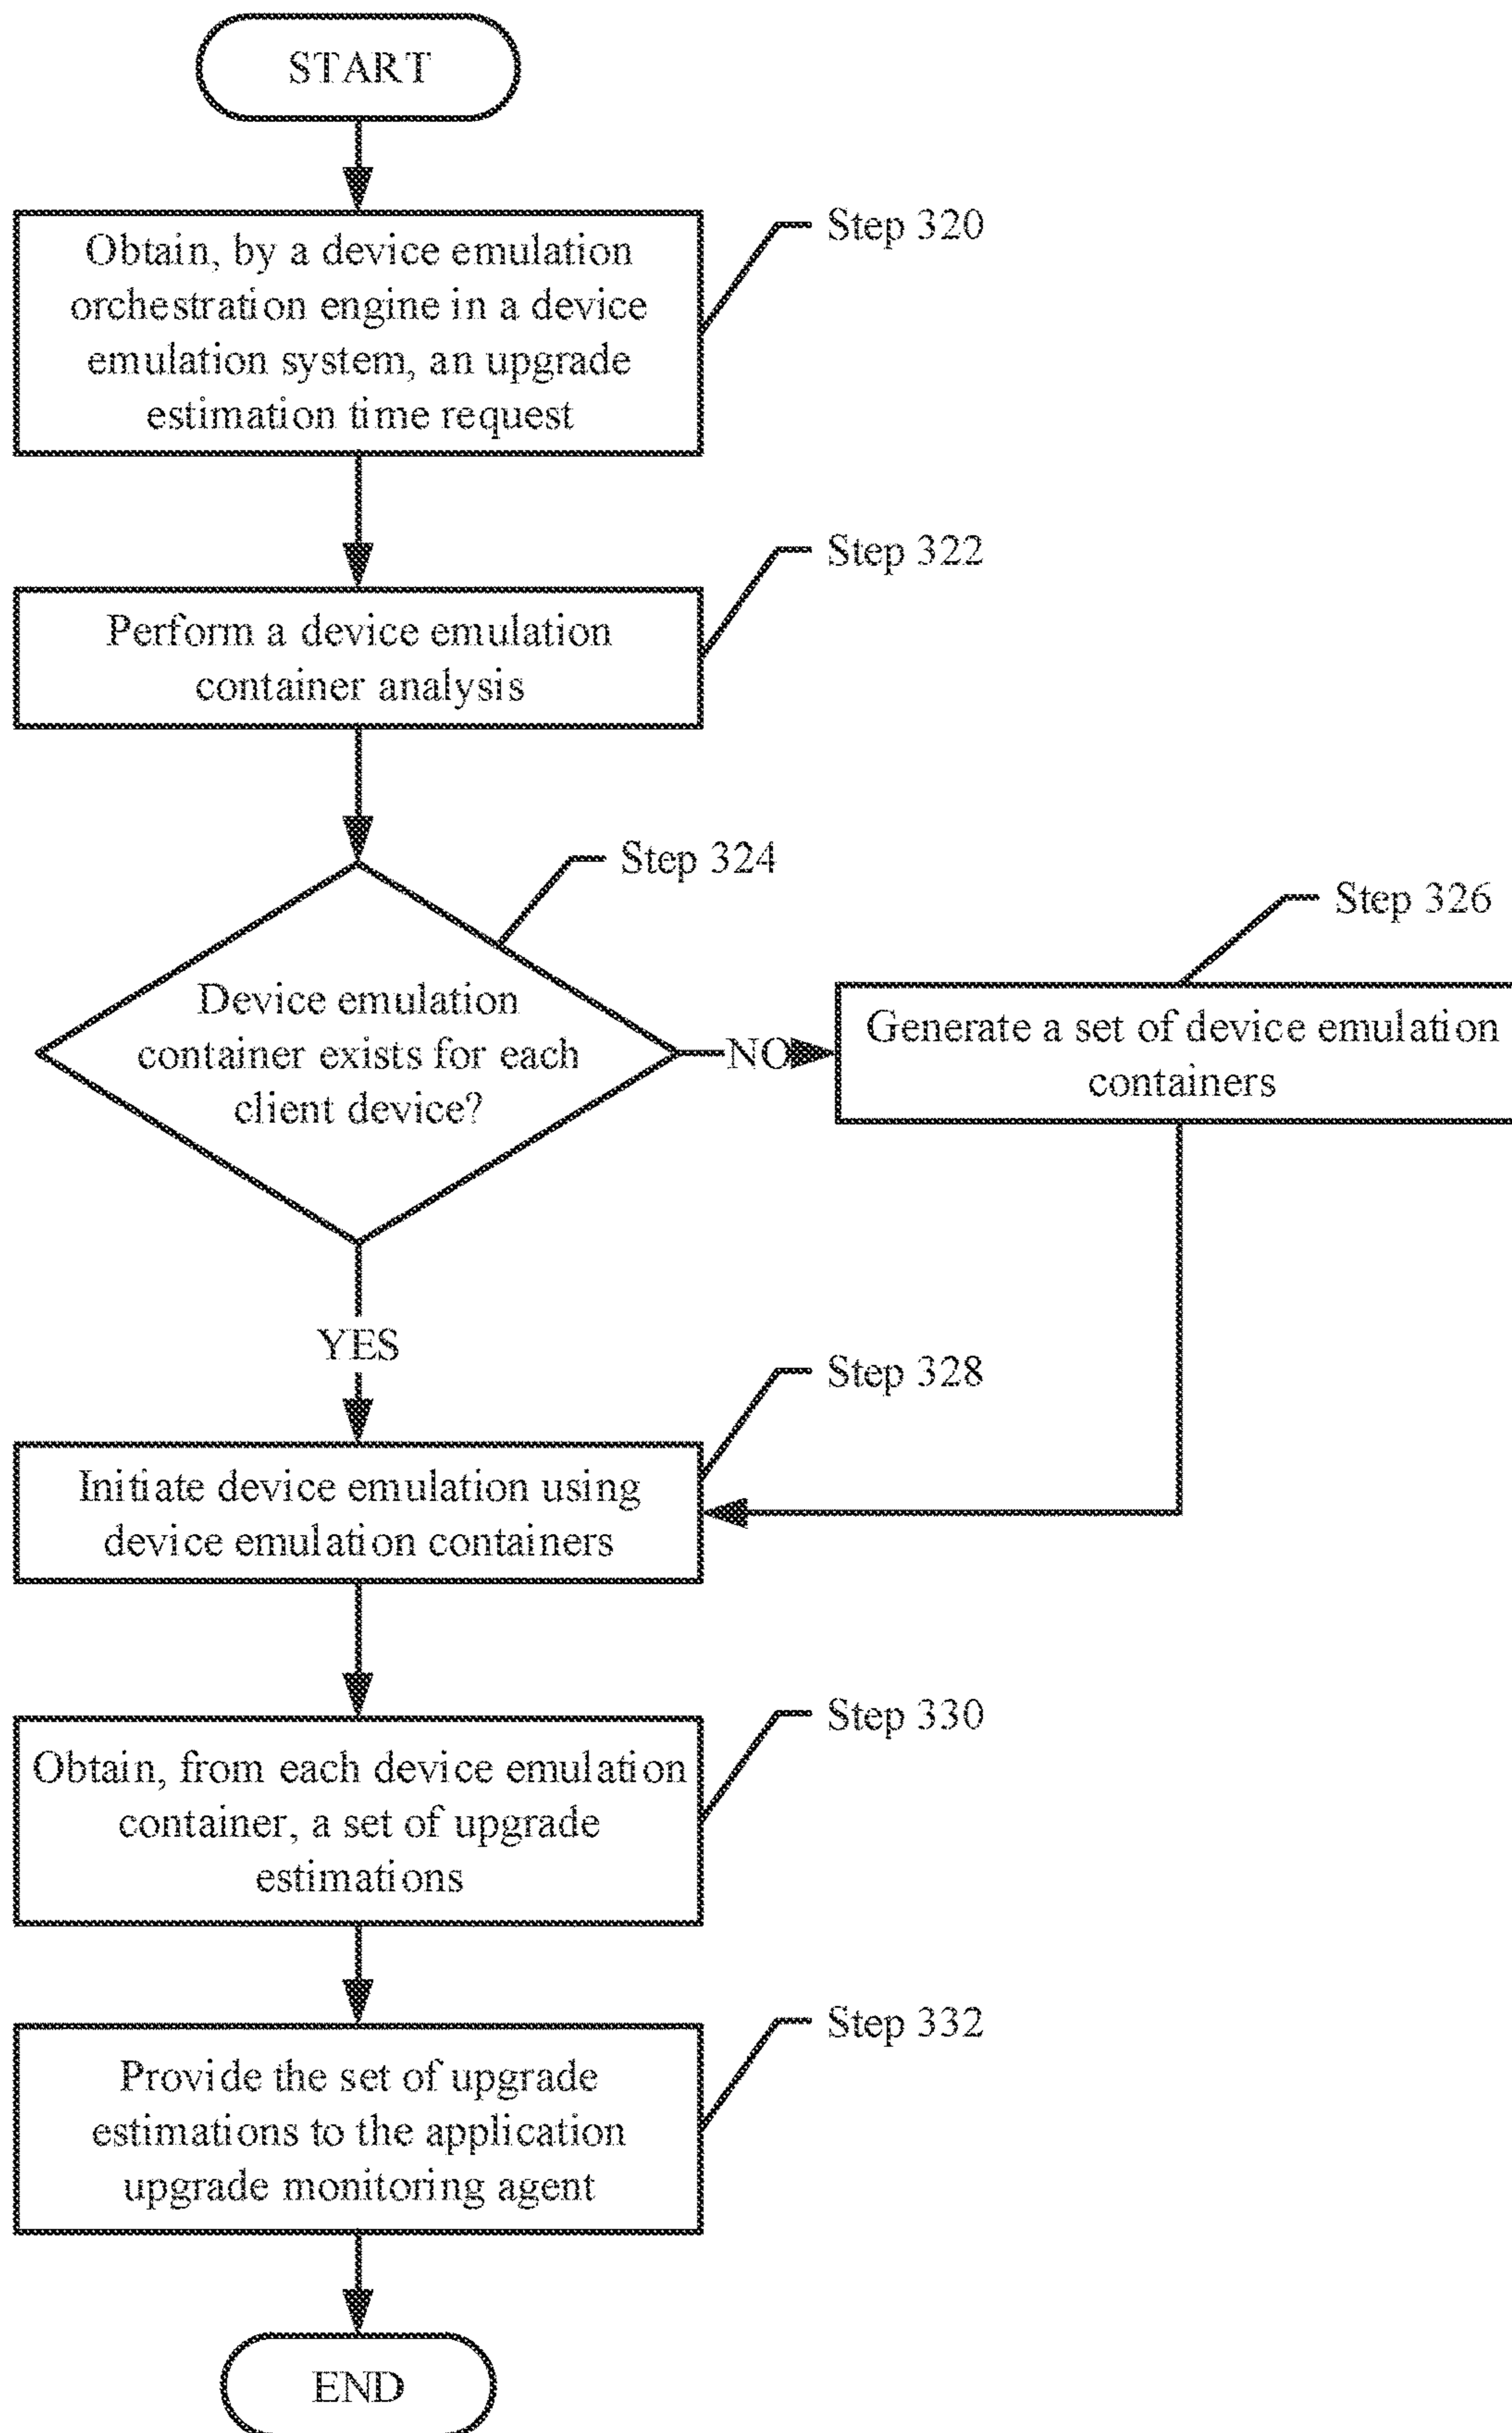 START
Step 320
Obtain, by a device emulation
orchestration engine in a device
emulation system, an upgrade
estimation time request
Step 322
Perform a device emulation
container analysis
Step 324
Device emulation
container exists for each
client device?
NO
Step 326
Generate a set of device emulation
containers
YES
Step 328
Initiate device emulation using
device emulation containers
Step 330
Obtain, from each device emulation
container, a set of upgrade
estimations
Step 332
Provide the set of upgrade
estimations to the application
upgrade monitoring agent
END